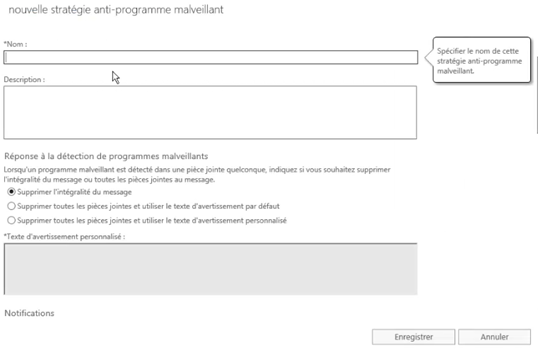 nouvelle stratégie anti-programme malveillant
*Nom :
Spécifier le nom de cette
stratégie anti-programme
malveillant.
Description :
Réponse à la détection de programmes malveillants
Lorsqu'un programme malveillant est détecté dans une pièce jointe quelconque, indiquez si vous souhaitez supprimer
l'intégralité du message ou toutes les pièces jointes au message.
Supprimer l'intégralité du message
Supprimer toutes les pièces jointes et utiliser le texte d'avertissement par défaut
Supprimer toutes les pièces jointes et utiliser le texte d'avertissement personnalisé
*Texte d'avertissement personnalisé :
Notifications
Enregistrer
Annuler